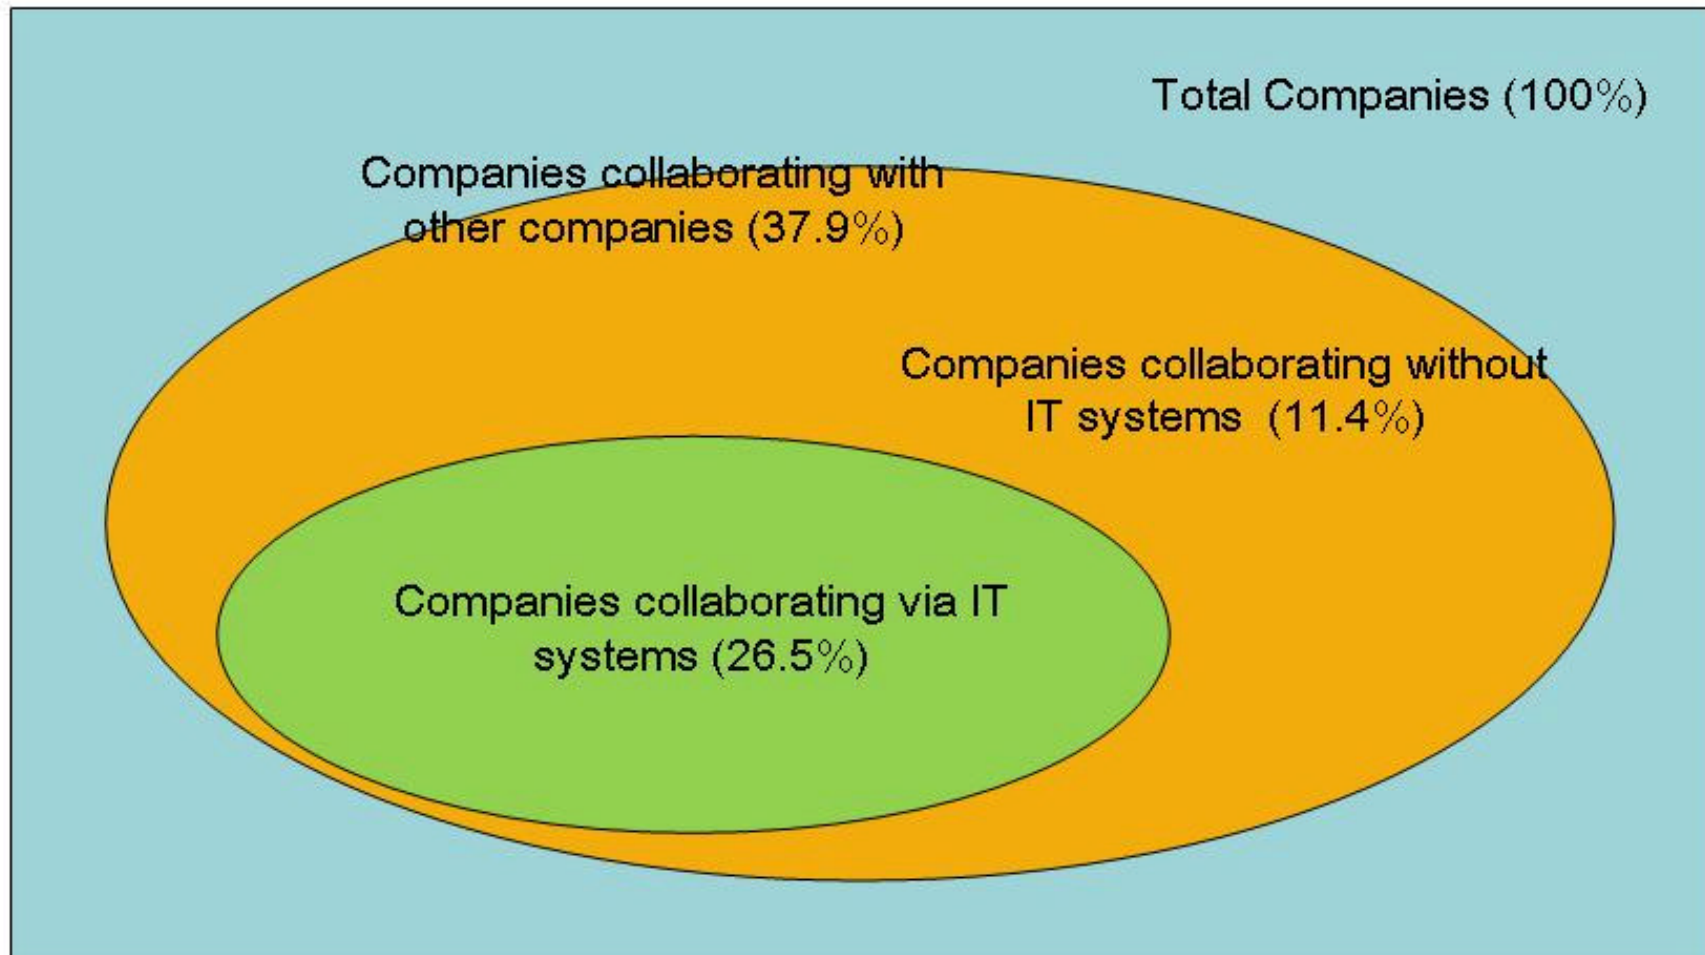 Total Companies (100%)
Companies collaborating with
other companies (37.9%)
Companies collaborating without
IT systems  (11.4%)
Companies collaborating via IT
systems (26.5%)